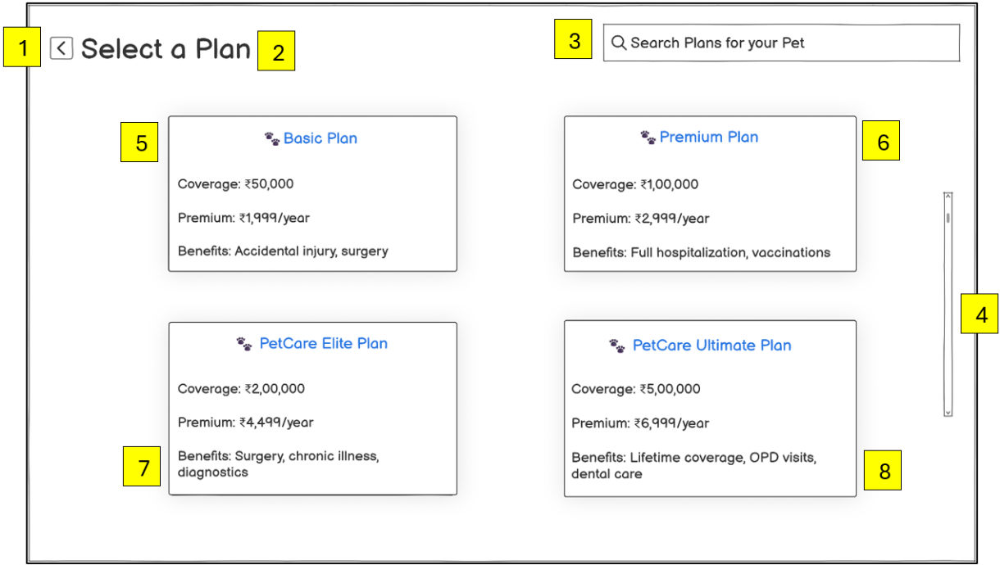 1
Select a Plan
2
3
Search Plans for your Pet
5
Basic Plan
Coverage: ₹50,000
Premium: ₹1,999/year
Benefits: Accidental injury, surgery
Premium Plan
6
Coverage: ₹1,00,000
Premium: ₹2,999/year
Benefits: Full hospitalization, vaccinations
4
PetCare Elite Plan
Coverage: ₹2,00,000
Premium: ₹4,499/year
Benefits: Surgery, chronic illness,
diagnostics
7
PetCare Ultimate Plan
Coverage: ₹5,00,000
Premium: ₹6,999/year
Benefits: Lifetime coverage, OPD visits,
dental care
8